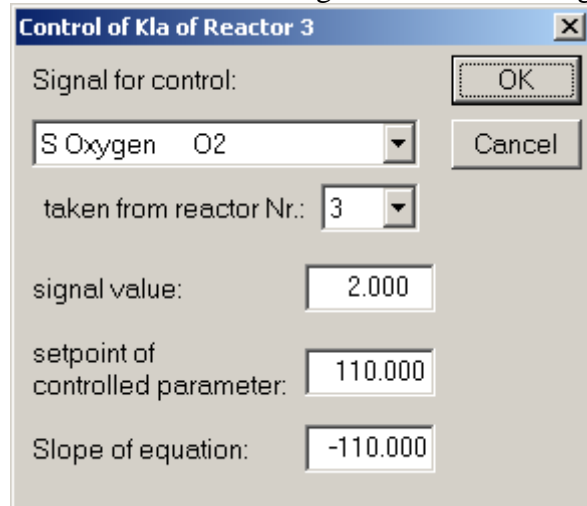 Control of Kla of Reactor 3
Signal for control:
OK
S Oxygen O2
Cancel
taken from reactor Nr.: 3
signal value: 2.000
setpoint of
controlled parameter: 110.000
Slope of equation: -110.000